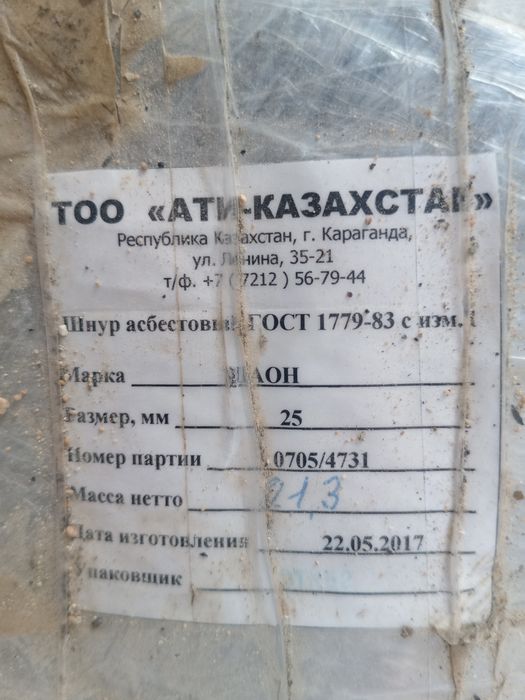 ТОО «АТИ-КАЗАХСТАН»
Республика Казахстан, г. Караганда,
ул. Ленина, 35-21
т/ф. +7 ( 7212 ) 56-79-44
Шнур асбестовый ГОСТ 1779-83 с изм.
Марка ШАОН
Размер, мм 25
Номер партии 0705/4731
Масса нетто 21,3
Дата изготовления 22.05.2017
Упаковщик